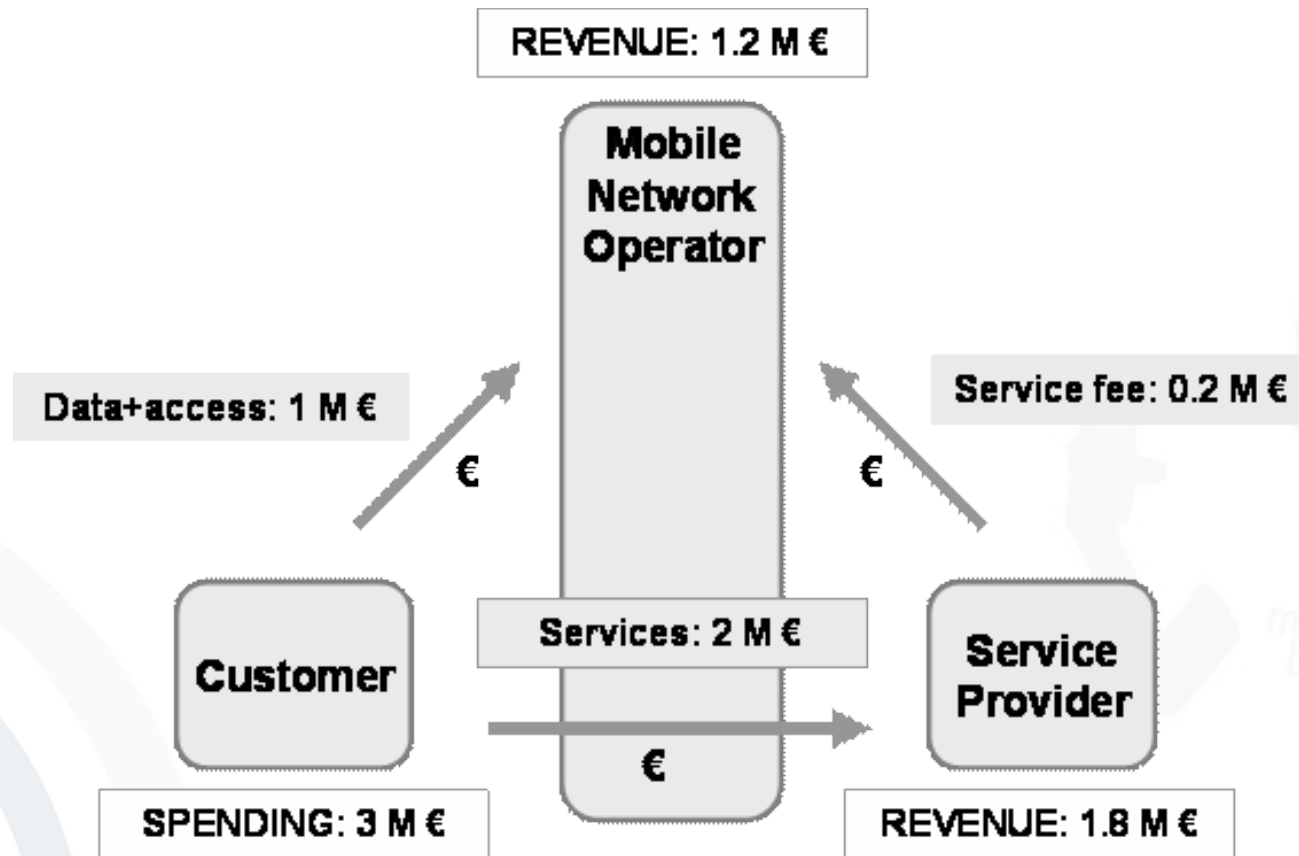 REVENUE: 1.2 M €
Mobile
Network
Operator
Data+access: 1 M €
Service fee: 0.2 M €
€
€
Services: 2 M €
Customer
Service
Provider
€
SPENDING: 3 M €
REVENUE: 1.8 M €